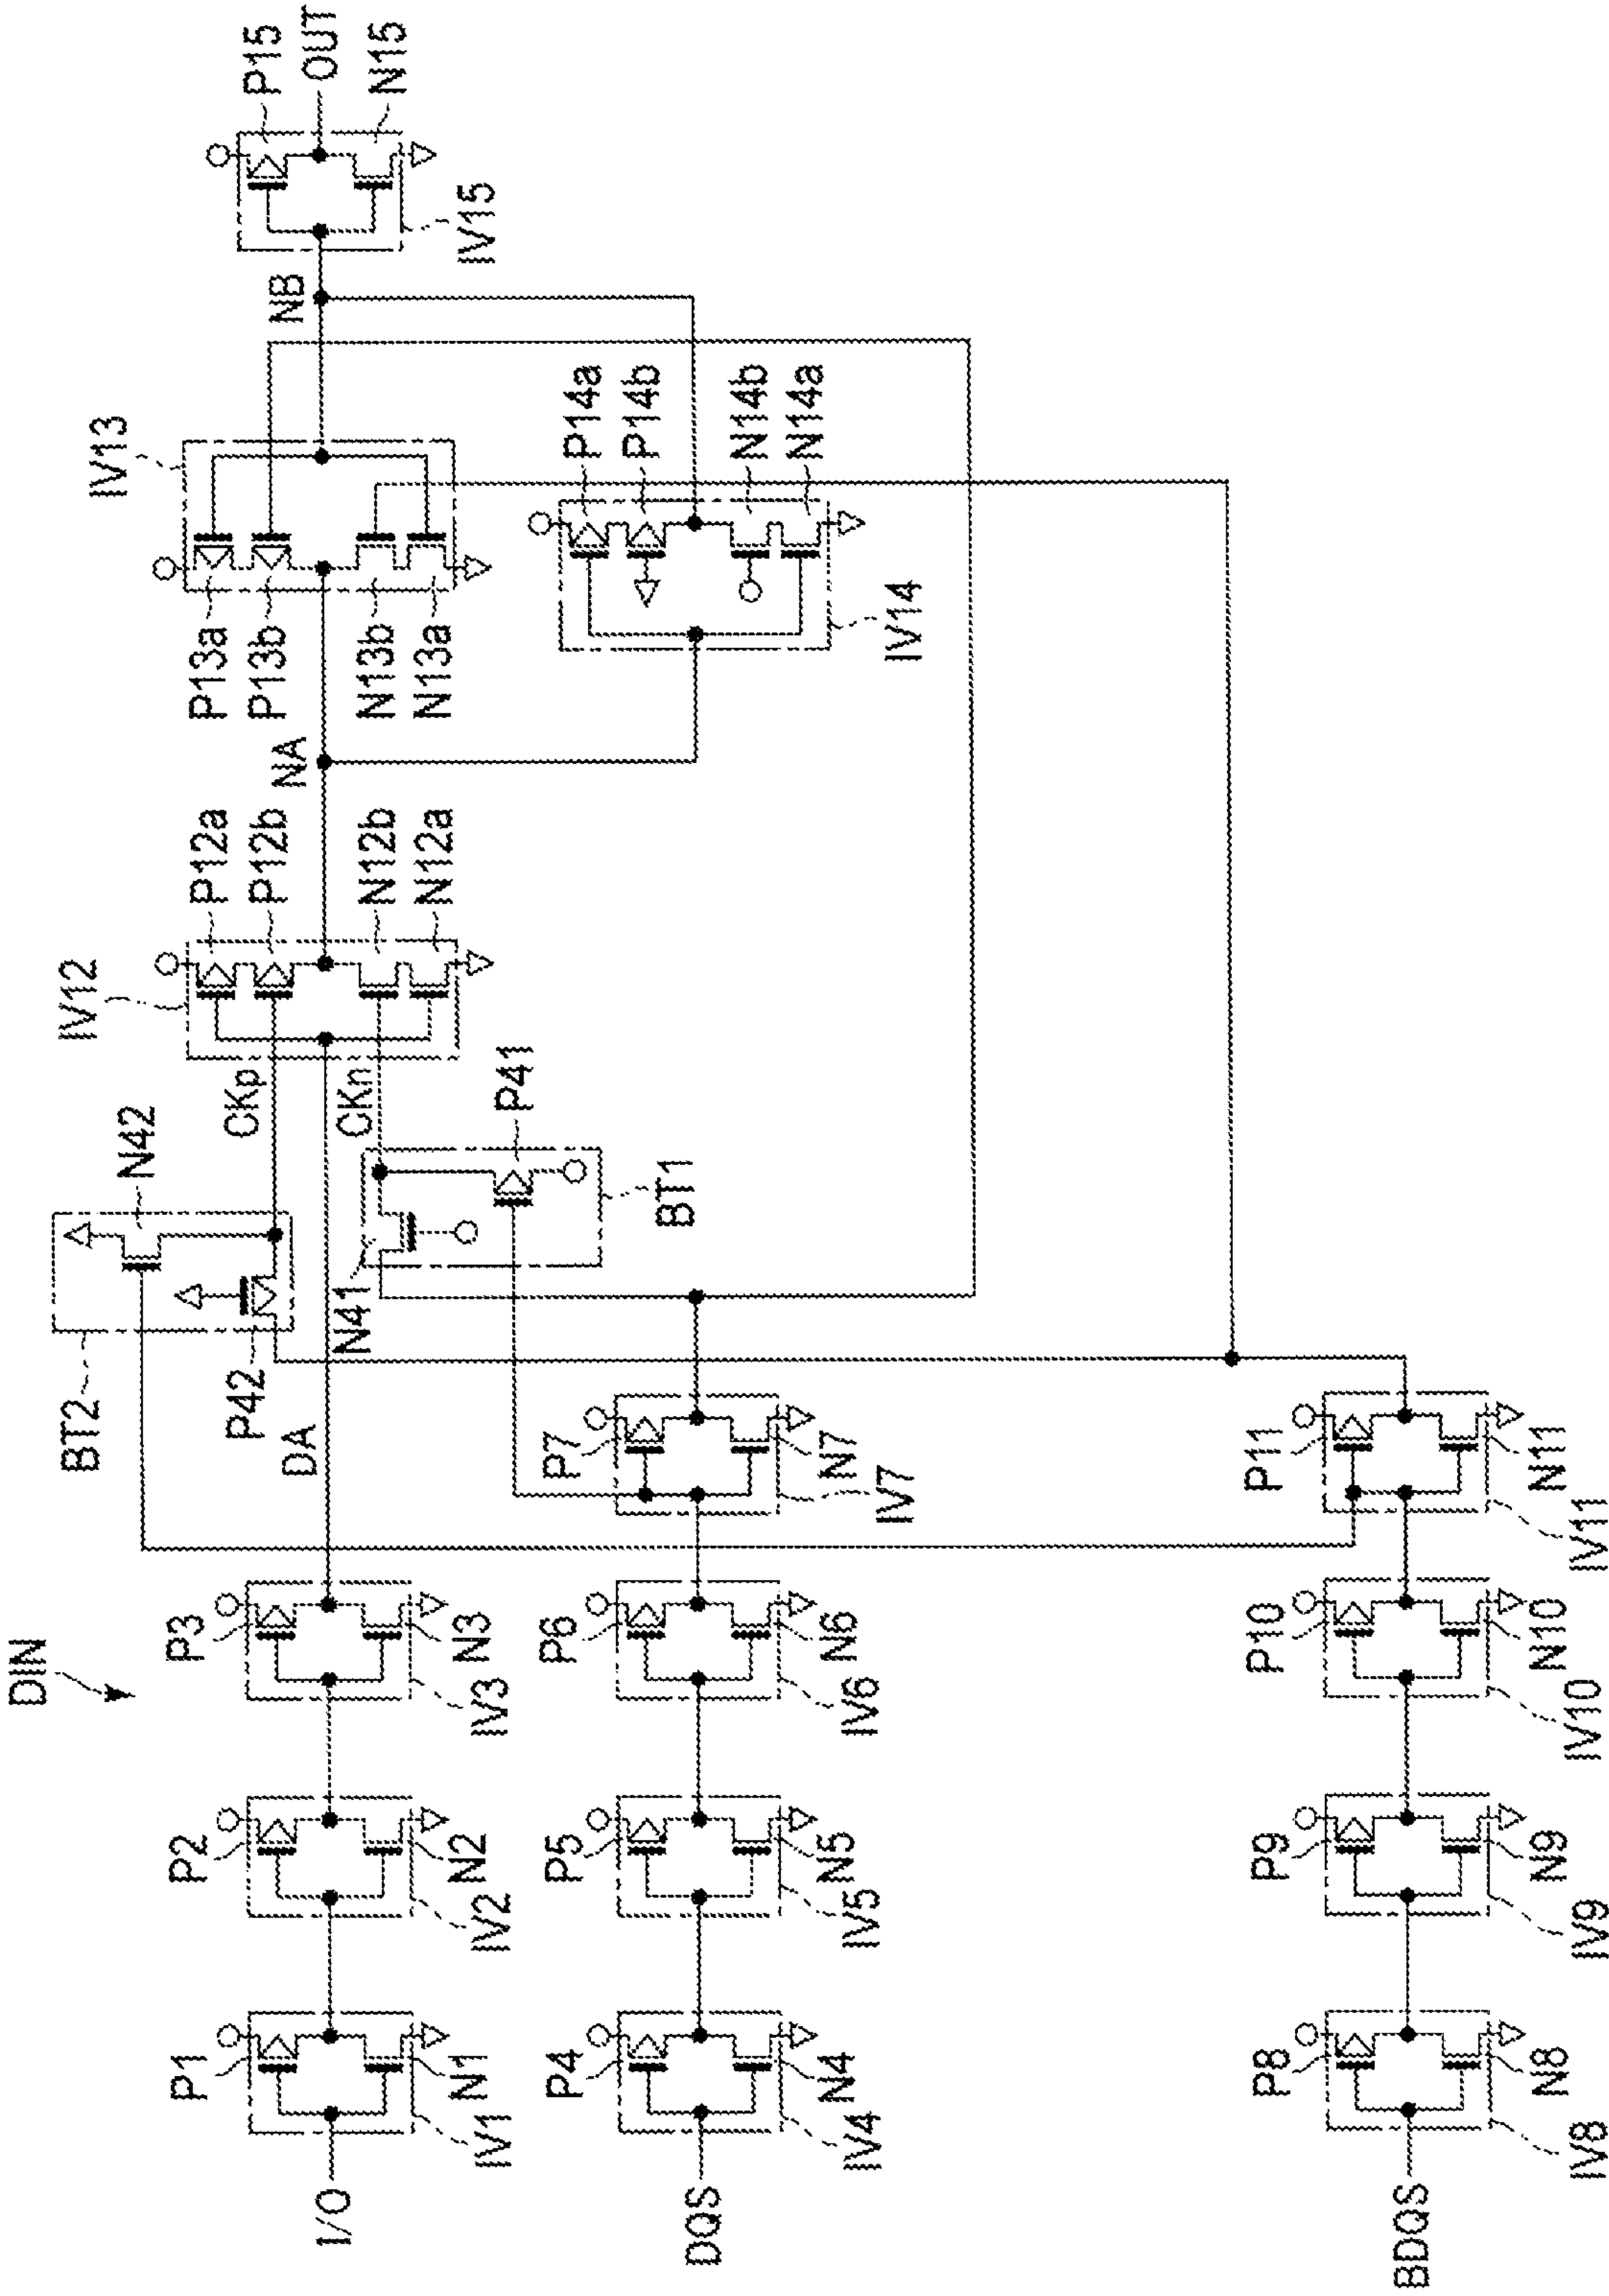 DIN
I/O
P1
N1
IV1
P2
N2
IV2
P3
N3
IV3
DA
BT2
N42
P42
CKp
CKn
N41
P41
BT1
IV12
P12a
P12b
N12b
N12a
NA
IV13
P13a
P13b
N13b
N13a
P14a
P14b
N14b
N14a
IV14
NB
P15
OUT
N15
IV15
DQS
P4
N4
IV4
P5
N5
IV5
P6
N6
IV6
P7
N7
IV7
BDQS
P8
N8
IV8
P9
N9
IV9
P10
N10
IV10
P11
N11
IV11